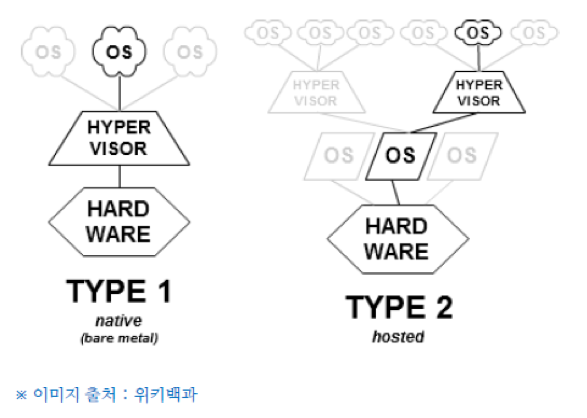 OS OS OS
HYPER
VISOR
HARD
WARE
TYPE 1
native
(bare metal)
OS OS OS OS OS OS
HYPER
VISOR
HYPER
VISOR
OS OS OS
HARD
WARE
TYPE 2
hosted
※ 이미지 출처 : 위키백과